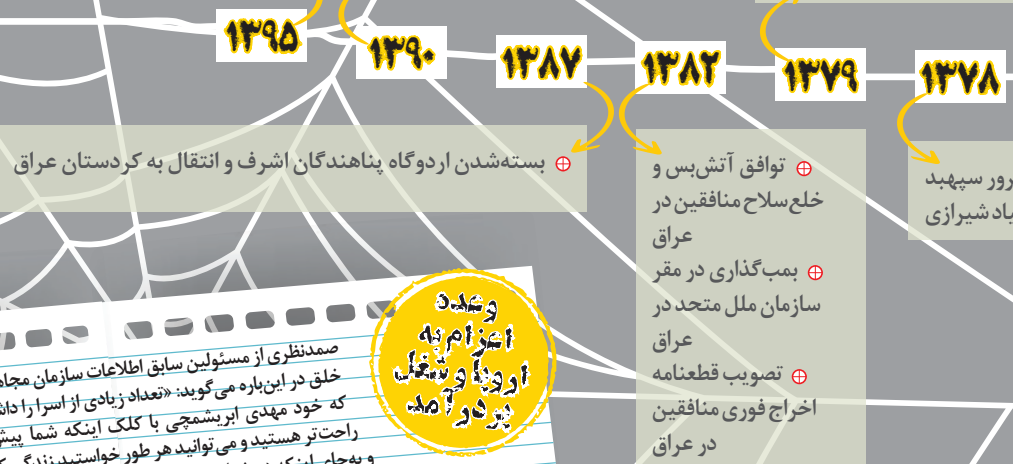 ۱۳۷۸
۱۳۷۹
۱۳۸۲
۱۳۸۷
۱۳۹۰
۱۳۹۵
سپهبد
توافق آتش‌بس و
خلع‌سلاح منافقین در
عراق
بمب‌گذاری در مقر
سازمان ملل متحد در
عراق
تصویب قطعنامه
اخراج فوری منافقین
در عراق
بسته‌شدن اردوگاه پناهندگان اشرف و انتقال به کردستان عراق
وعده
اعزام به
اروپا و شغل
پردرآمد
صمدنظری از مسئولین سابق اطلاعات سازمان
خلق در این‌باره می‌گوید: «تعداد زیادی از اسرا را
که خود مهدی ابریشمچی با کلک اینکه شما
راحت‌تر هستید و می‌توانید هر طور خواستید